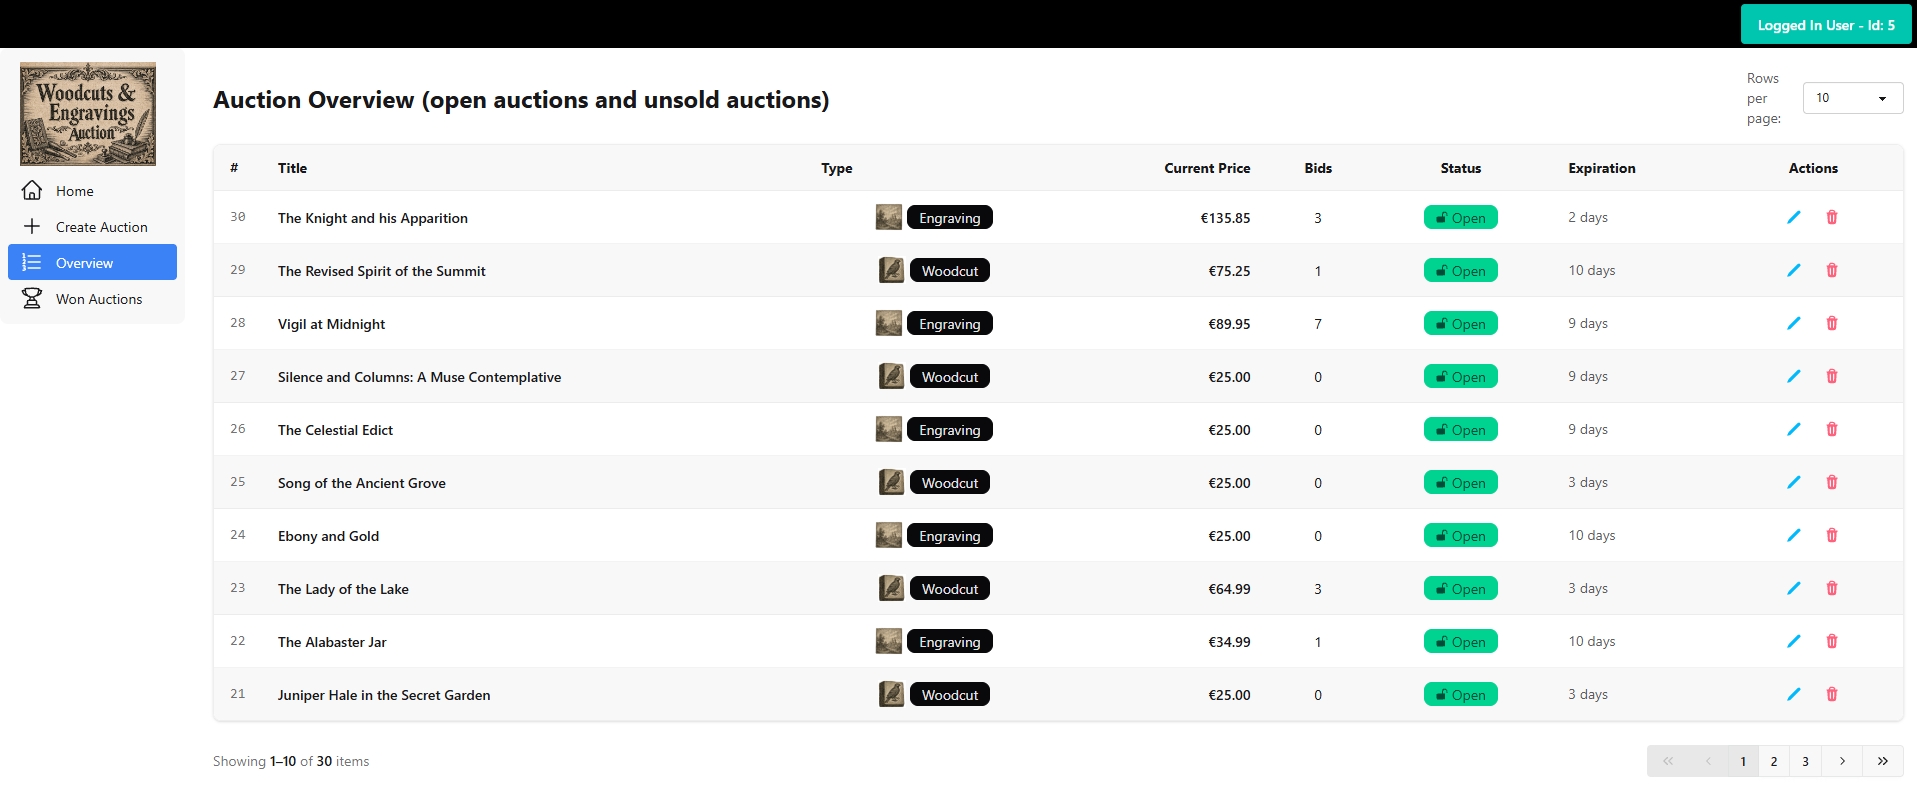 Logged In User - Id: 5
Woodcuts &
Engravings
Auction
Home
Create Auction
Overview
Won Auctions
Auction Overview (open auctions and unsold auctions)
Rows
per
page:
10
# Title Type Current Price Bids Status Expiration Actions
30 The Knight and his Apparition Engraving €135.85 3 Open 2 days
29 The Revised Spirit of the Summit Woodcut €75.25 1 Open 10 days
28 Vigil at Midnight Engraving €89.95 7 Open 9 days
27 Silence and Columns: A Muse Contemplative Woodcut €25.00 0 Open 9 days
26 The Celestial Edict Engraving €25.00 0 Open 9 days
25 Song of the Ancient Grove Woodcut €25.00 0 Open 3 days
24 Ebony and Gold Engraving €25.00 0 Open 10 days
23 The Lady of the Lake Woodcut €64.99 3 Open 3 days
22 The Alabaster Jar Engraving €34.99 1 Open 10 days
21 Juniper Hale in the Secret Garden Woodcut €25.00 0 Open 3 days
Showing 1–10 of 30 items
« ‹ 1 2 3 › »